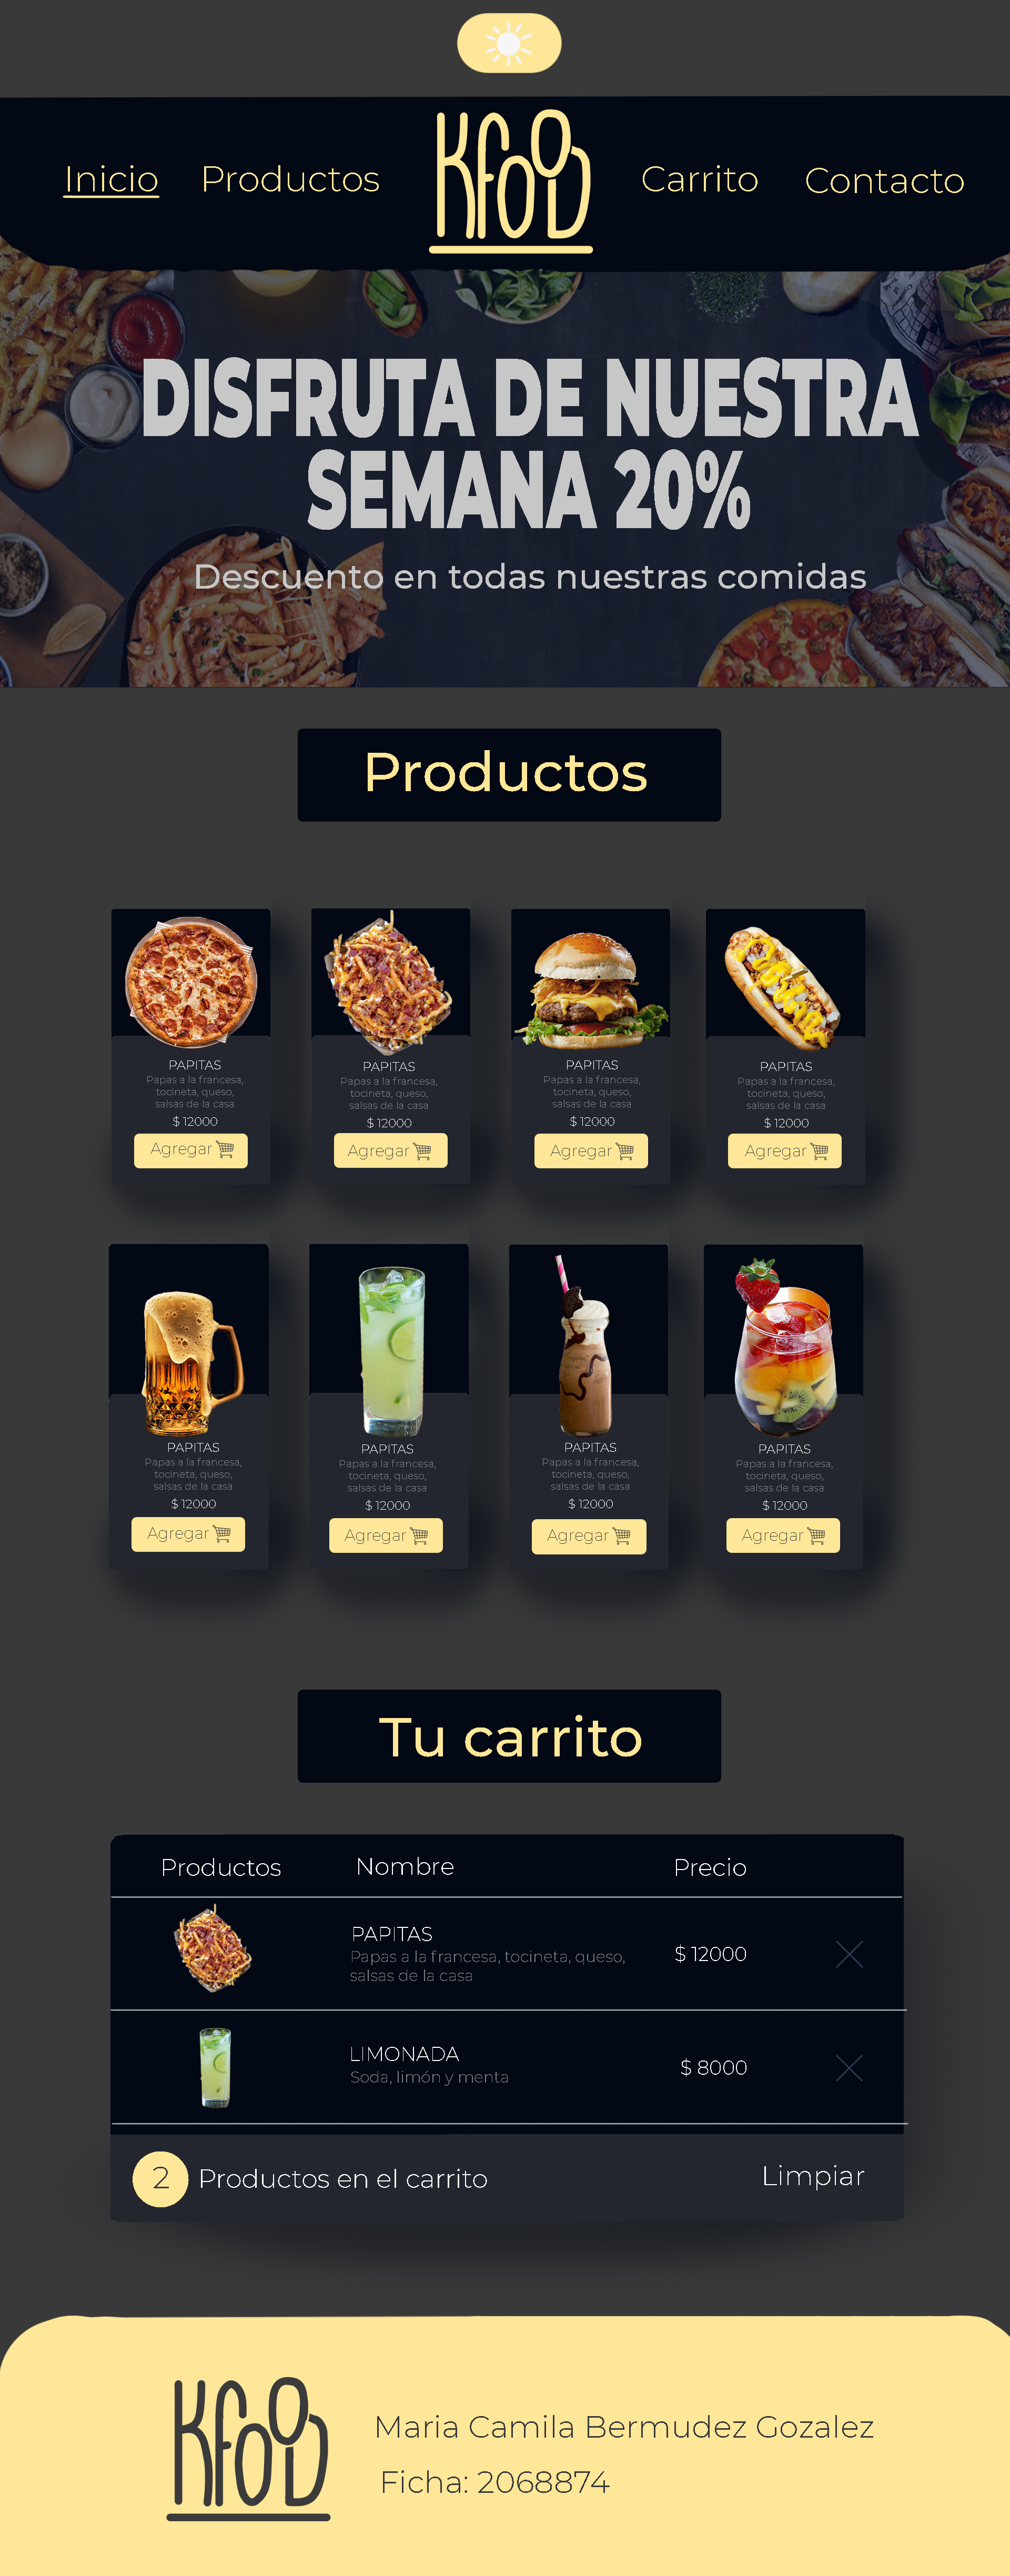 Inicio
Productos
Carrito
Contacto
DISFRUTA DE NUESTRA
SEMANA 20%
Descuento en todas nuestras comidas
Productos
PAPITAS
Papas a la francesa,
tocineta, queso,
salsas de la casa
$ 12000
Agregar
PAPITAS
Papas a la francesa,
tocineta, queso,
salsas de la casa
$ 12000
Agregar
PAPITAS
Papas a la francesa,
tocineta, queso,
salsas de la casa
$ 12000
Agregar
PAPITAS
Papas a la francesa,
tocineta, queso,
salsas de la casa
$ 12000
Agregar
PAPITAS
Papas a la francesa,
tocineta, queso,
salsas de la casa
$ 12000
Agregar
PAPITAS
Papas a la francesa,
tocineta, queso,
salsas de la casa
$ 12000
Agregar
PAPITAS
Papas a la francesa,
tocineta, queso,
salsas de la casa
$ 12000
Agregar
PAPITAS
Papas a la francesa,
tocineta, queso,
salsas de la casa
$ 12000
Agregar
Tu carrito
Productos Nombre Precio
PAPITAS
Papas a la francesa, tocineta, queso,
salsas de la casa
$ 12000
LIMONADA
Soda, limón y menta
$ 8000
2 Productos en el carrito
Limpiar
Maria Camila Bermudez Gozalez
Ficha: 2068874